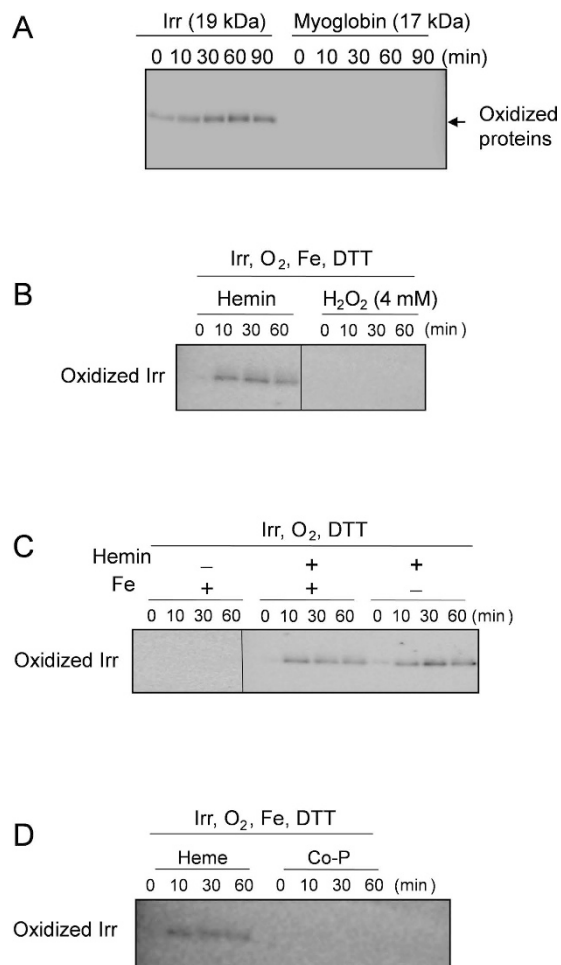 A
Irr (19 kDa) Myoglobin (17 kDa)
0 10 30 60 90 0 10 30 60 90 (min)
Oxidized
proteins
Irr, O₂, Fe, DTT
B
Hemin H₂O₂ (4 mM)
0 10 30 60 0 10 30 60 (min)
Oxidized Irr
C
Irr, O₂, DTT
Hemin – + +
Fe + + –
0 10 30 60 0 10 30 60 0 10 30 60 (min)
Oxidized Irr
Irr, O₂, Fe, DTT
D
Heme Co-P
0 10 30 60 0 10 30 60 (min)
Oxidized Irr